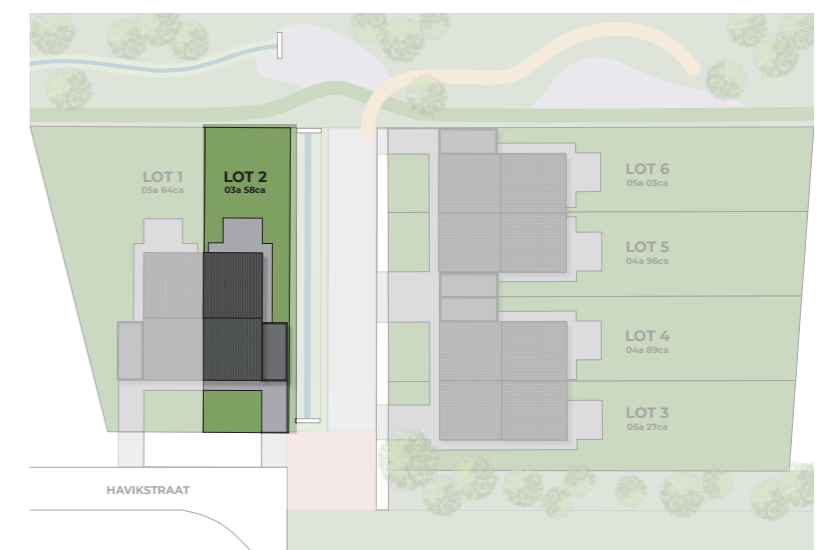 LOT 1
05a 64ca
LOT 2
03a 58ca
LOT 6
05a 03ca
LOT 5
04a 96ca
LOT 4
04a 89ca
LOT 3
05a 27ca
HAVIKSTRAAT